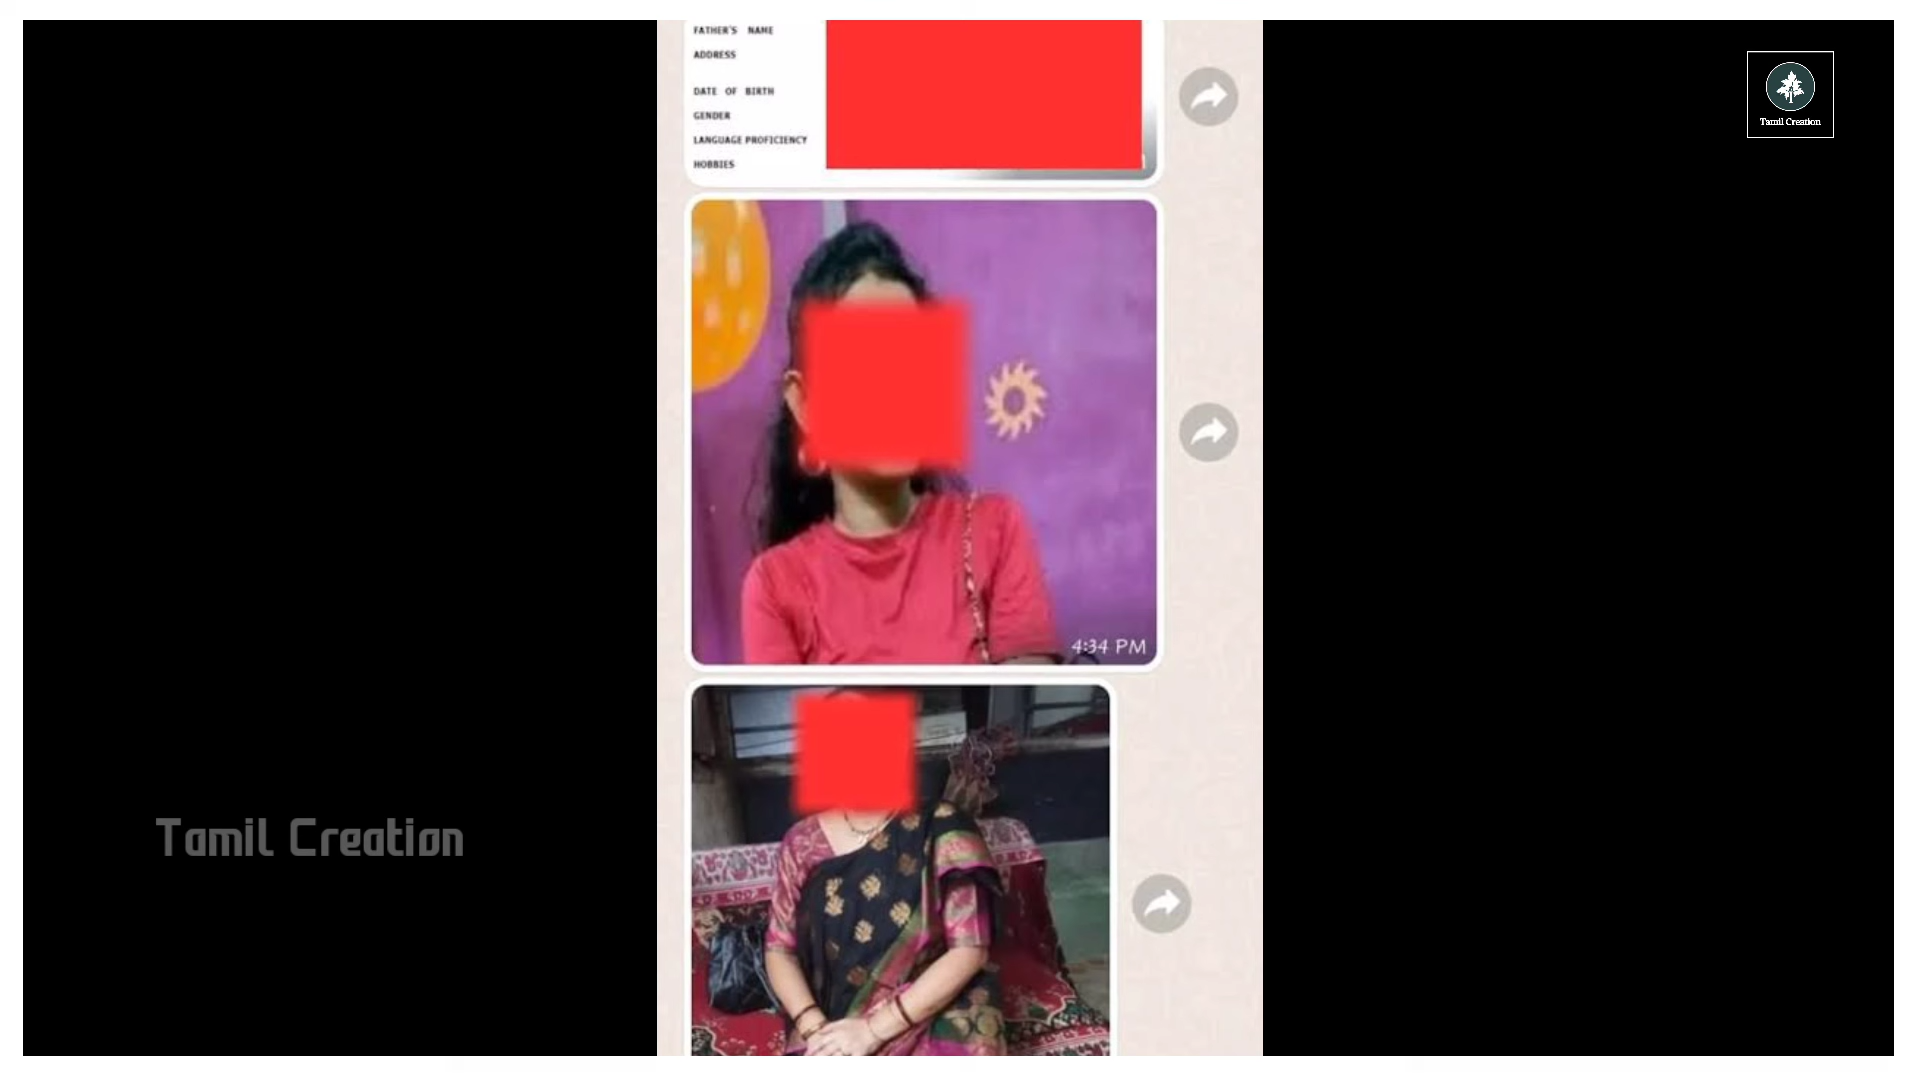 FATHER'S NAME
ADDRESS
DATE OF BIRTH
GENDER
LANGUAGE PROFICIENCY
HOBBIES
Tamil Creation
4:34 PM
Tamil Creation